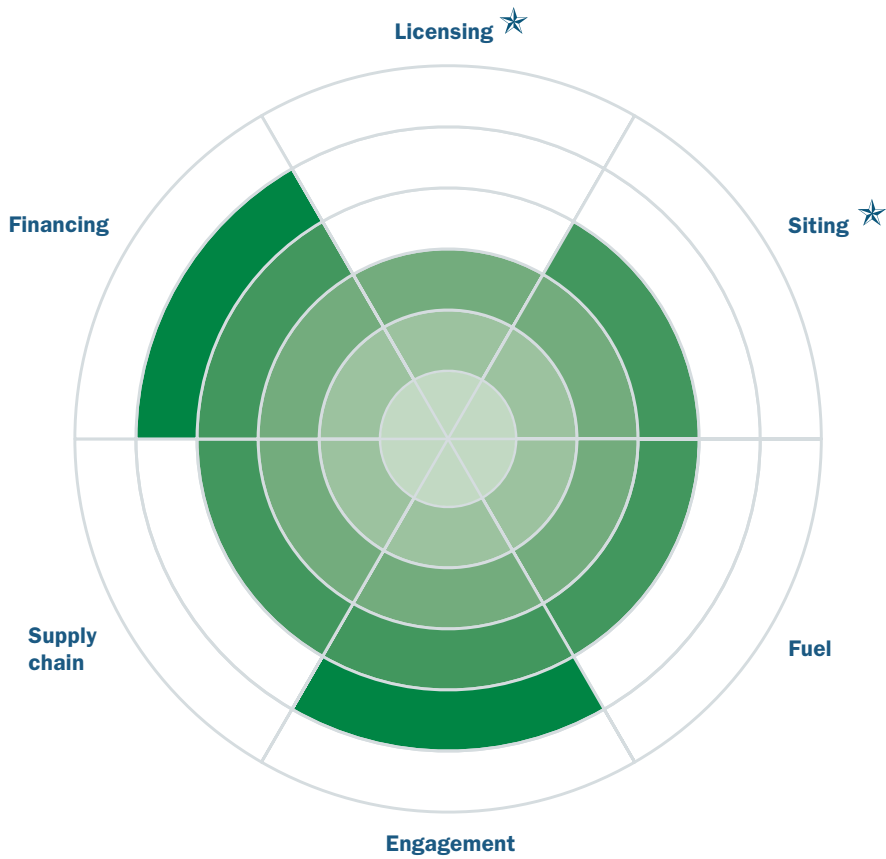 Licensing
Financing
Siting
Supply
chain
Fuel
Engagement